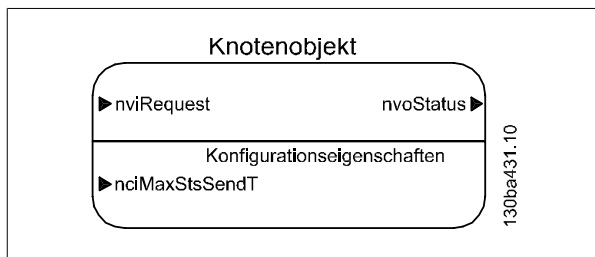 Knotenobjekt
nviRequest
nvoStatus
Konfigurationseigenschaften
nciMaxStsSendT
130ba431.10